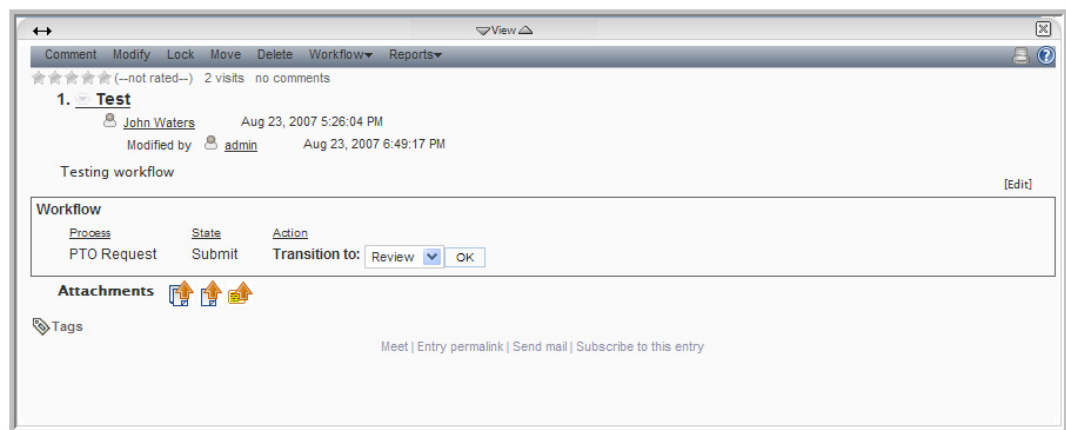 View
Comment Modify Lock Move Delete Workflow Reports
(--not rated--) 2 visits no comments
1. Test
John Waters Aug 23, 2007 5:26:04 PM
Modified by admin Aug 23, 2007 6:49:17 PM
Testing workflow
[Edit]
Workflow
Process State Action
PTO Request Submit Transition to: Review OK
Attachments
Tags
Meet | Entry permalink | Send mail | Subscribe to this entry